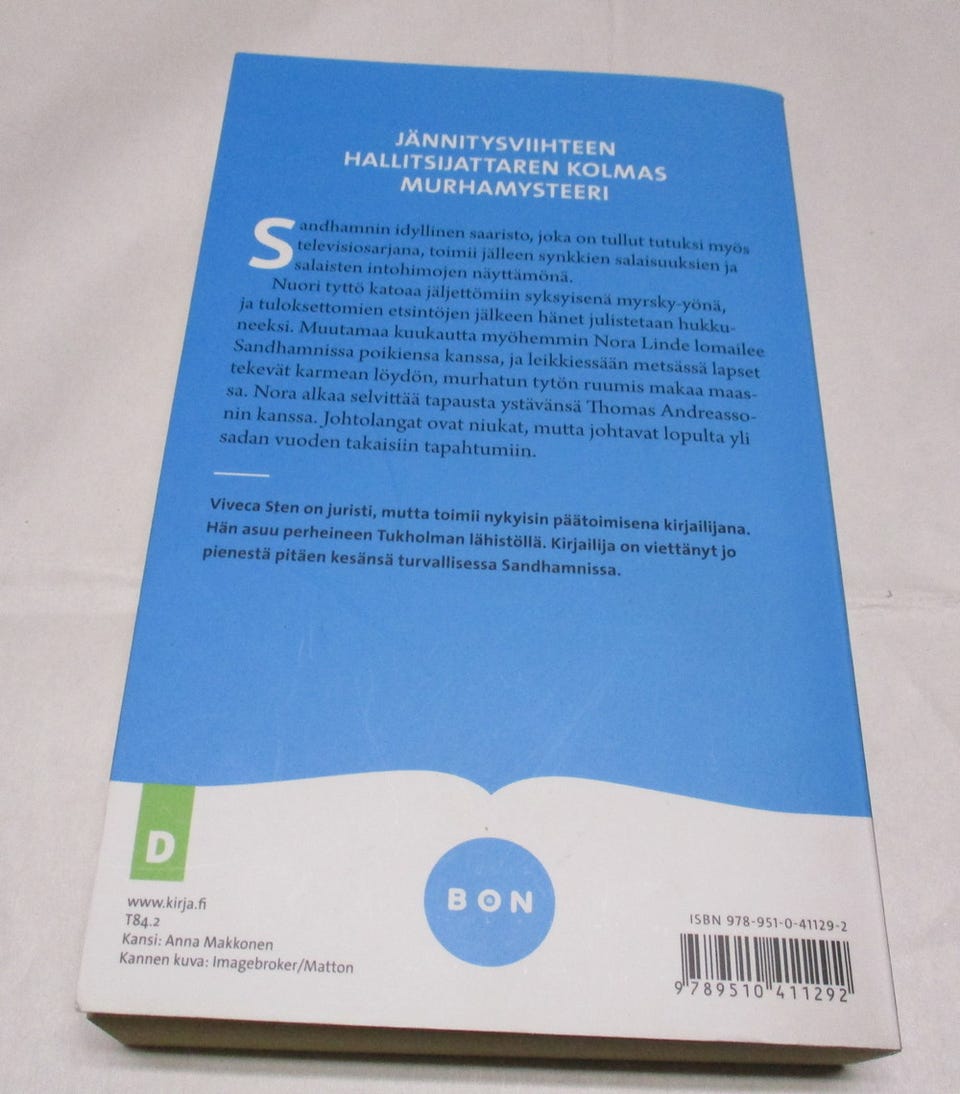 JÄNNITYSVIIHTEEN
HALLITSIJATTAREN KOLMAS
MURHAMYSTEERI
Sandhamnin idyllinen saaristo, joka on tullut tutuksi myös
televisiosarjana, toimii jälleen synkkien salaisuuksien ja
salaisten intohimojen näyttämönä.
Nuori tyttö katoaa jäljettömiin syksyisenä myrsky-yönä,
ja tuloksettomien etsintöjen jälkeen hänet julistetaan hukku-
neeksi. Muutamaa kuukautta myöhemmin Nora Linde lomailee
Sandhamnissa poikiensa kanssa, ja leikkiessään metsässä lapset
tekevät karmean löydön, murhatun tytön ruumis makaa maas-
sa. Nora alkaa selvittää tapausta ystävänsä Thomas Andreasso-
nin kanssa. Johtolangat ovat niukat, mutta johtavat lopulta yli
sadan vuoden takaisiin tapahtumiin.
Viveca Sten on juristi, mutta toimii nykyisin päätoimisena kirjailijana.
Hän asuu perheineen Tukholman lähistöllä. Kirjailija on viettänyt jo
pienestä pitäen kesänsä turvallisessa Sandhamnissa.
D
www.kirja.fi
T84.2
Kansi: Anna Makkonen
Kannen kuva: Imagebroker/Matton
BON
ISBN 978-951-0-41129-2
9 789510 411292